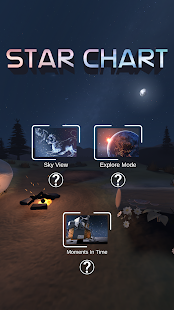 STAR CHART
Sky View
Explore Mode
?
?
Moments In Time
?